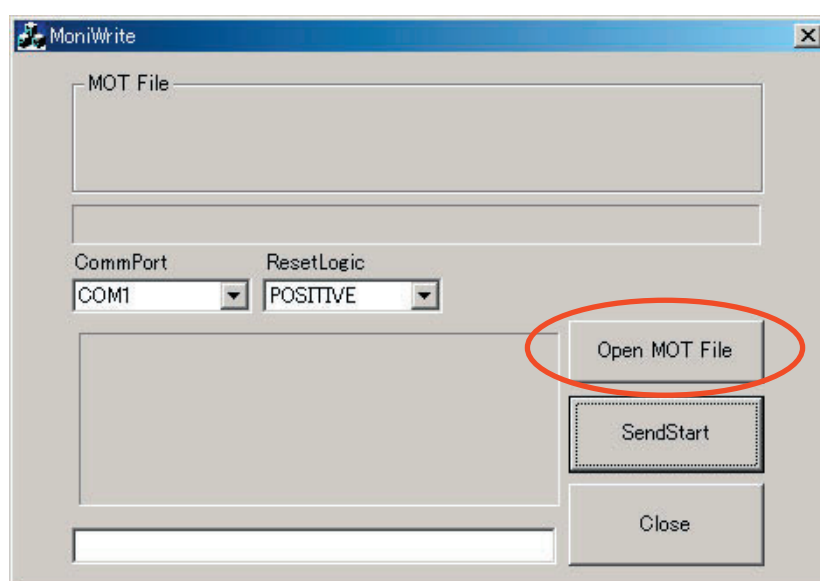 MoniWrite
MOT File
CommPort
ResetLogic
COM1
POSITIVE
Open MOT File
SendStart
Close